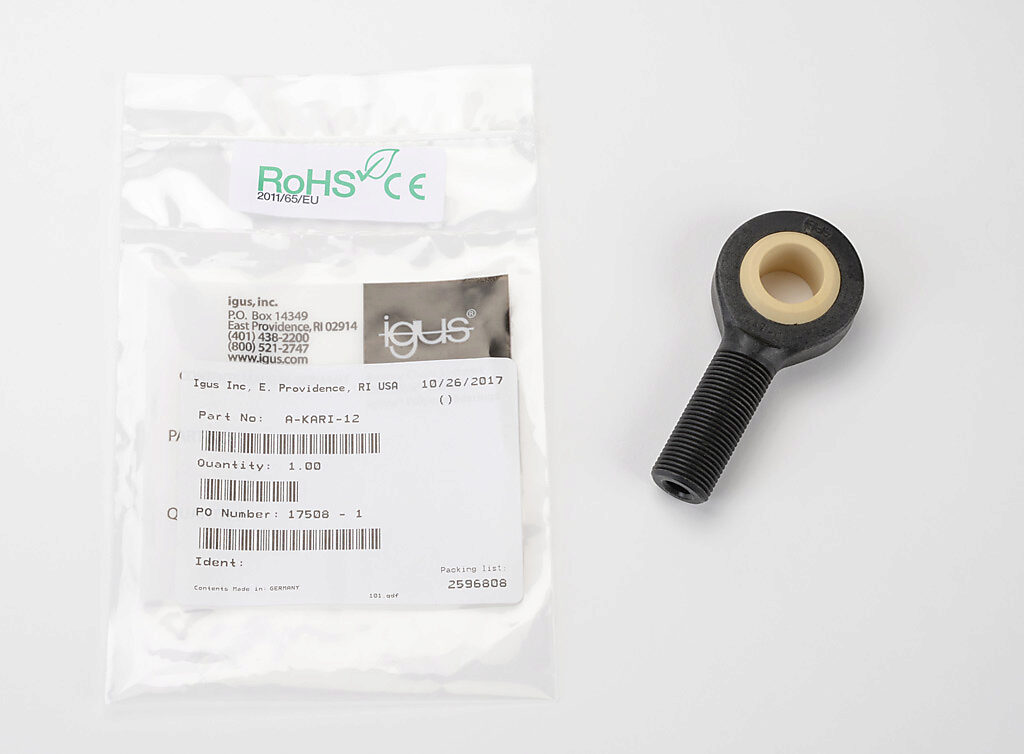 RoHS CE
2011/65/EU
igus, inc.
P.O. Box 14349
East Providence, RI 02914
(401) 438-2200
(800) 521-2747
www.igus.com
igus®
Igus Inc, E. Providence, RI USA 10/26/2017
()
Part No: A-KARI-12
PA
Quantity: 1.00
Q
PO Number: 17508 - 1
Ident:
Packing list:
2596808
Contents Made in: GERMANY
101.qdf